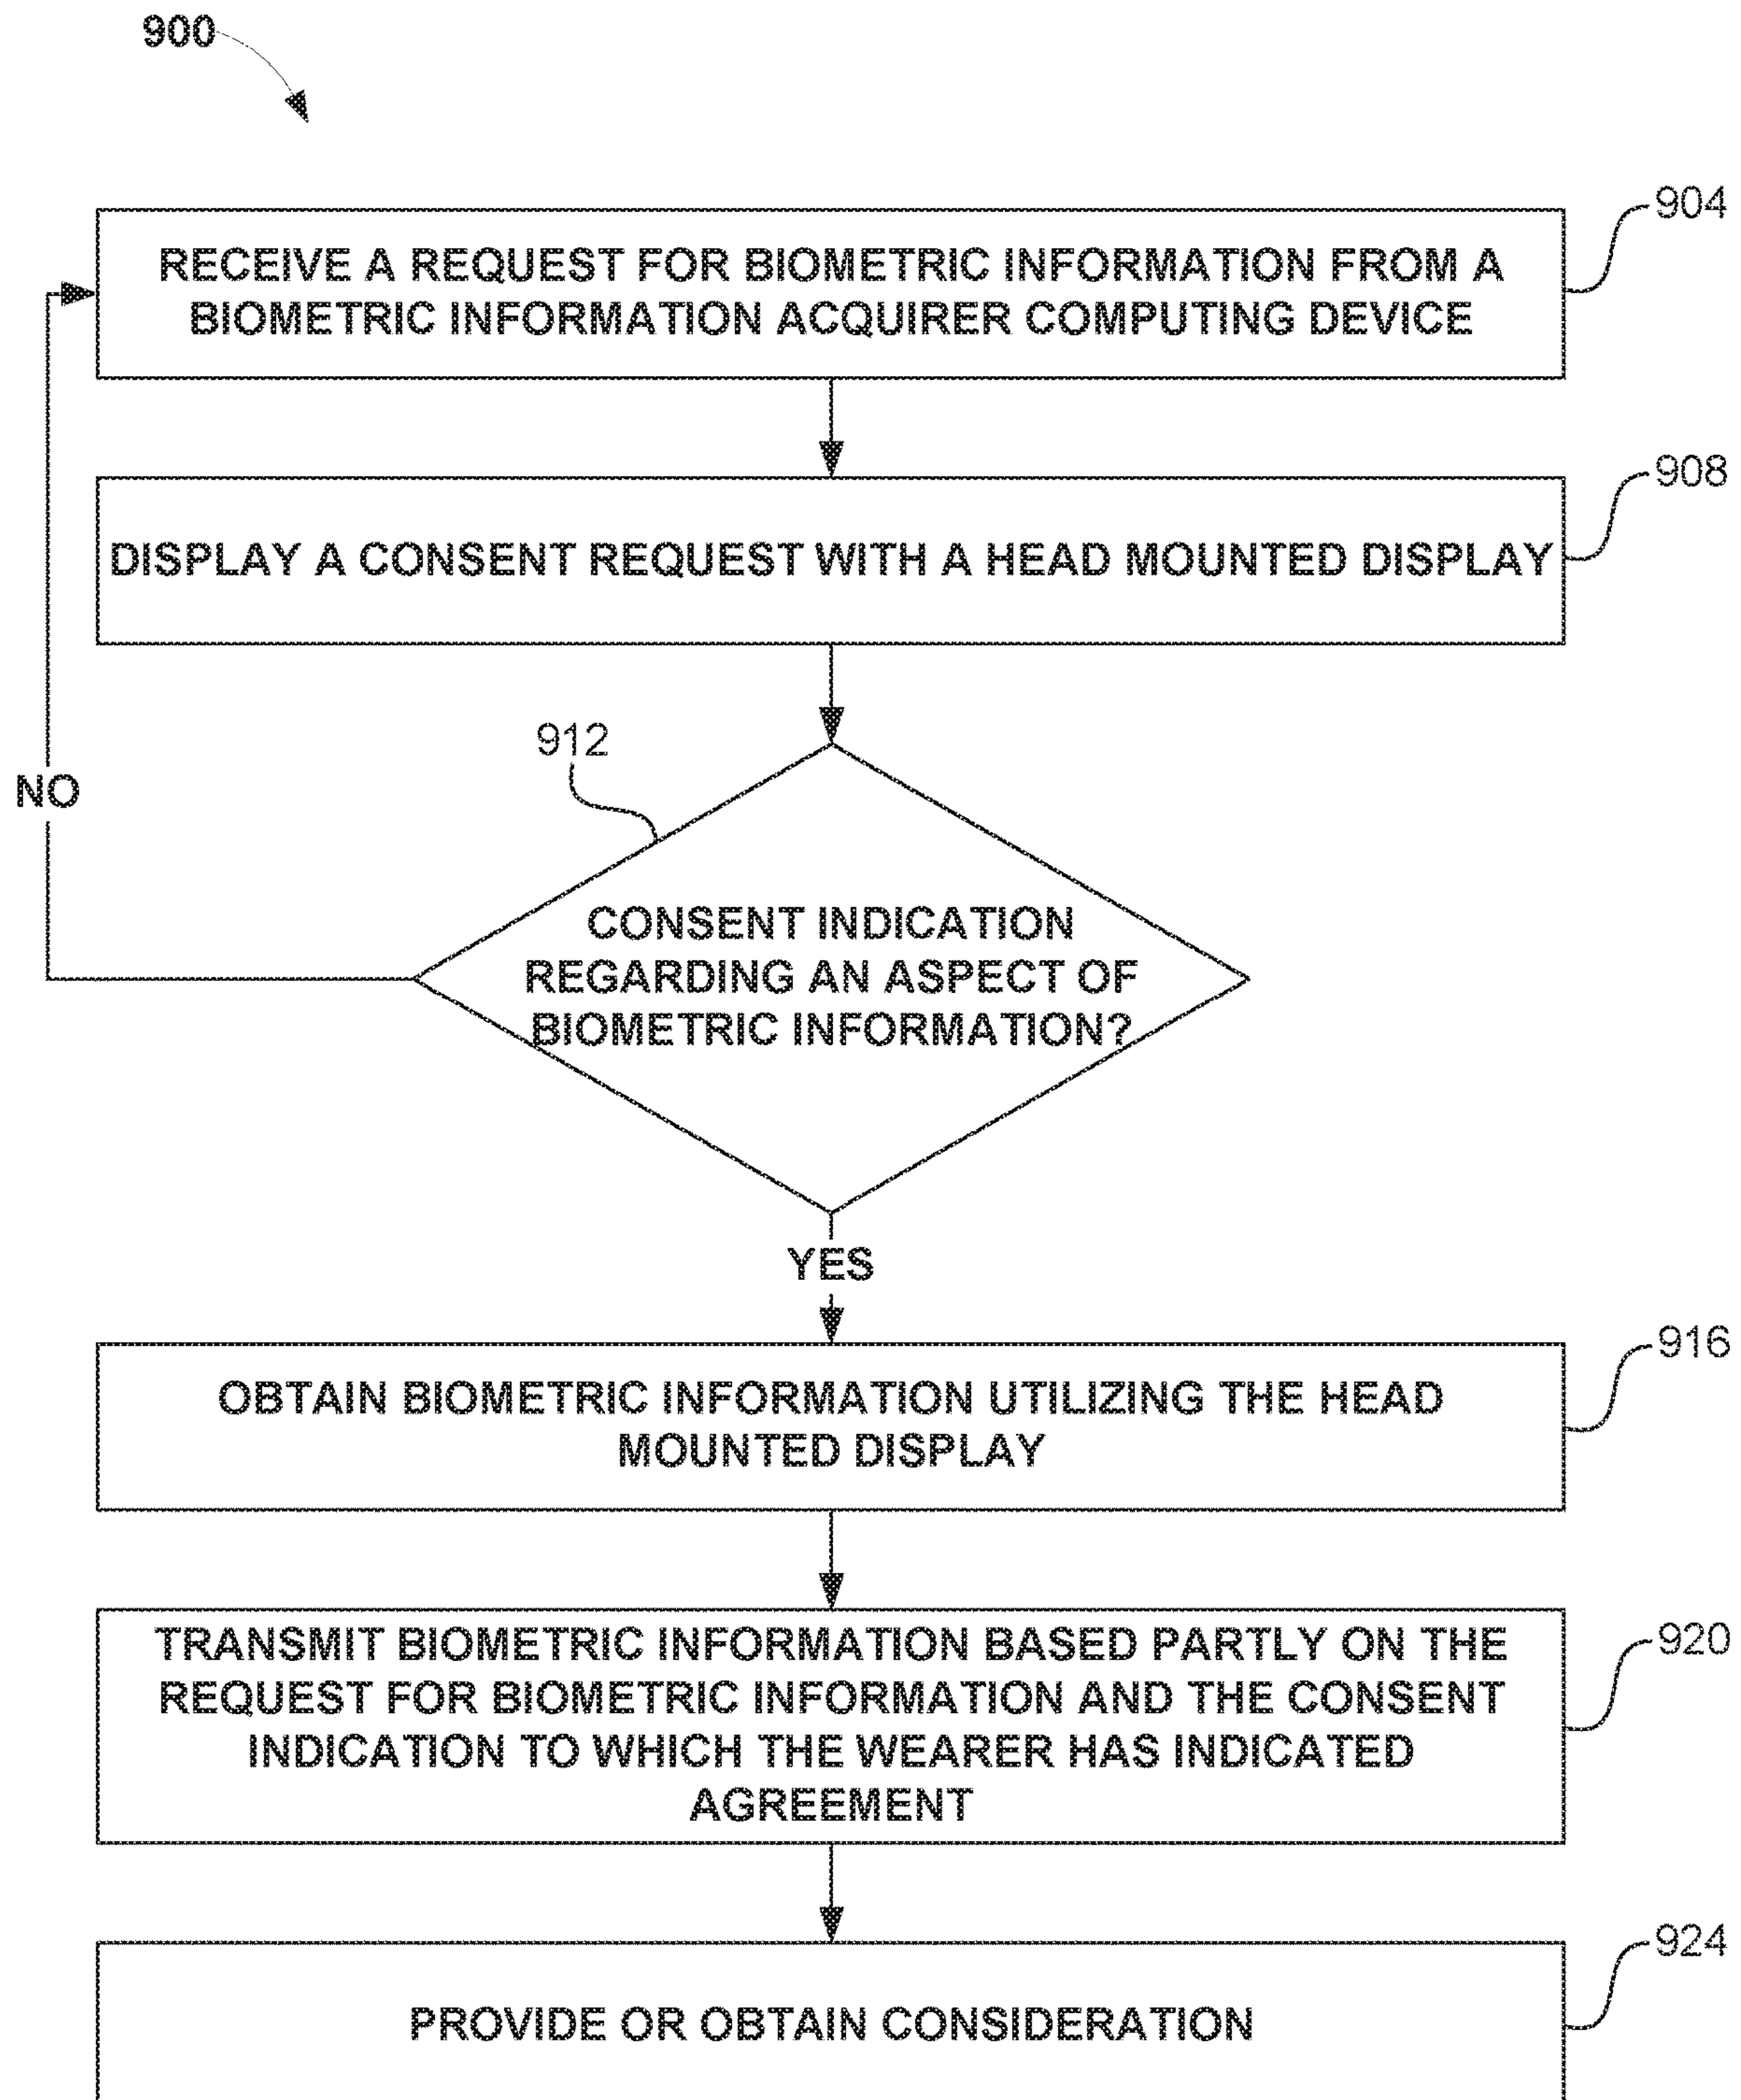 900
904
RECEIVE A REQUEST FOR BIOMETRIC INFORMATION FROM A
BIOMETRIC INFORMATION ACQUIRER COMPUTING DEVICE
908
DISPLAY A CONSENT REQUEST WITH A HEAD MOUNTED DISPLAY
912
NO
CONSENT INDICATION
REGARDING AN ASPECT OF
BIOMETRIC INFORMATION?
YES
916
OBTAIN BIOMETRIC INFORMATION UTILIZING THE HEAD
MOUNTED DISPLAY
920
TRANSMIT BIOMETRIC INFORMATION BASED PARTLY ON THE
REQUEST FOR BIOMETRIC INFORMATION AND THE CONSENT
INDICATION TO WHICH THE WEARER HAS INDICATED
AGREEMENT
924
PROVIDE OR OBTAIN CONSIDERATION